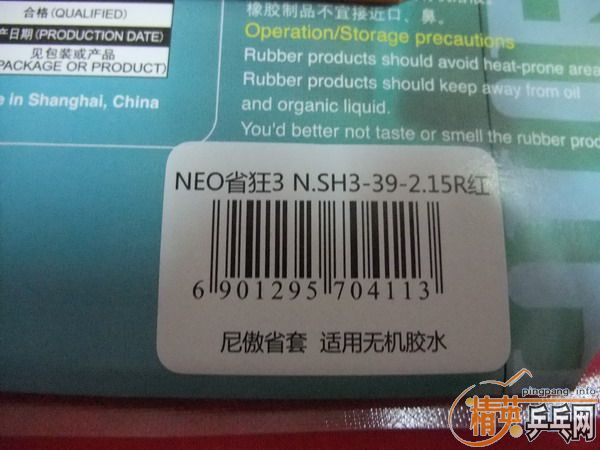 合格(QUALIFIED)
产日期(PRODUCTION DATE)
见包装或产品
PACKAGE OR PRODUCT)
e in Shanghai, China
橡胶制品不宜接近口、鼻。
Operation/Storage precautions
Rubber products should avoid heat-prone area
Rubber products should keep away from oil
and organic liquid.
You'd better not taste or smell the rubber prod
NEO省狂3 N.SH3-39-2.15R红
6 901295 704113
尼傲省套 适用无机胶水
pingpang.info
精英乒乓网